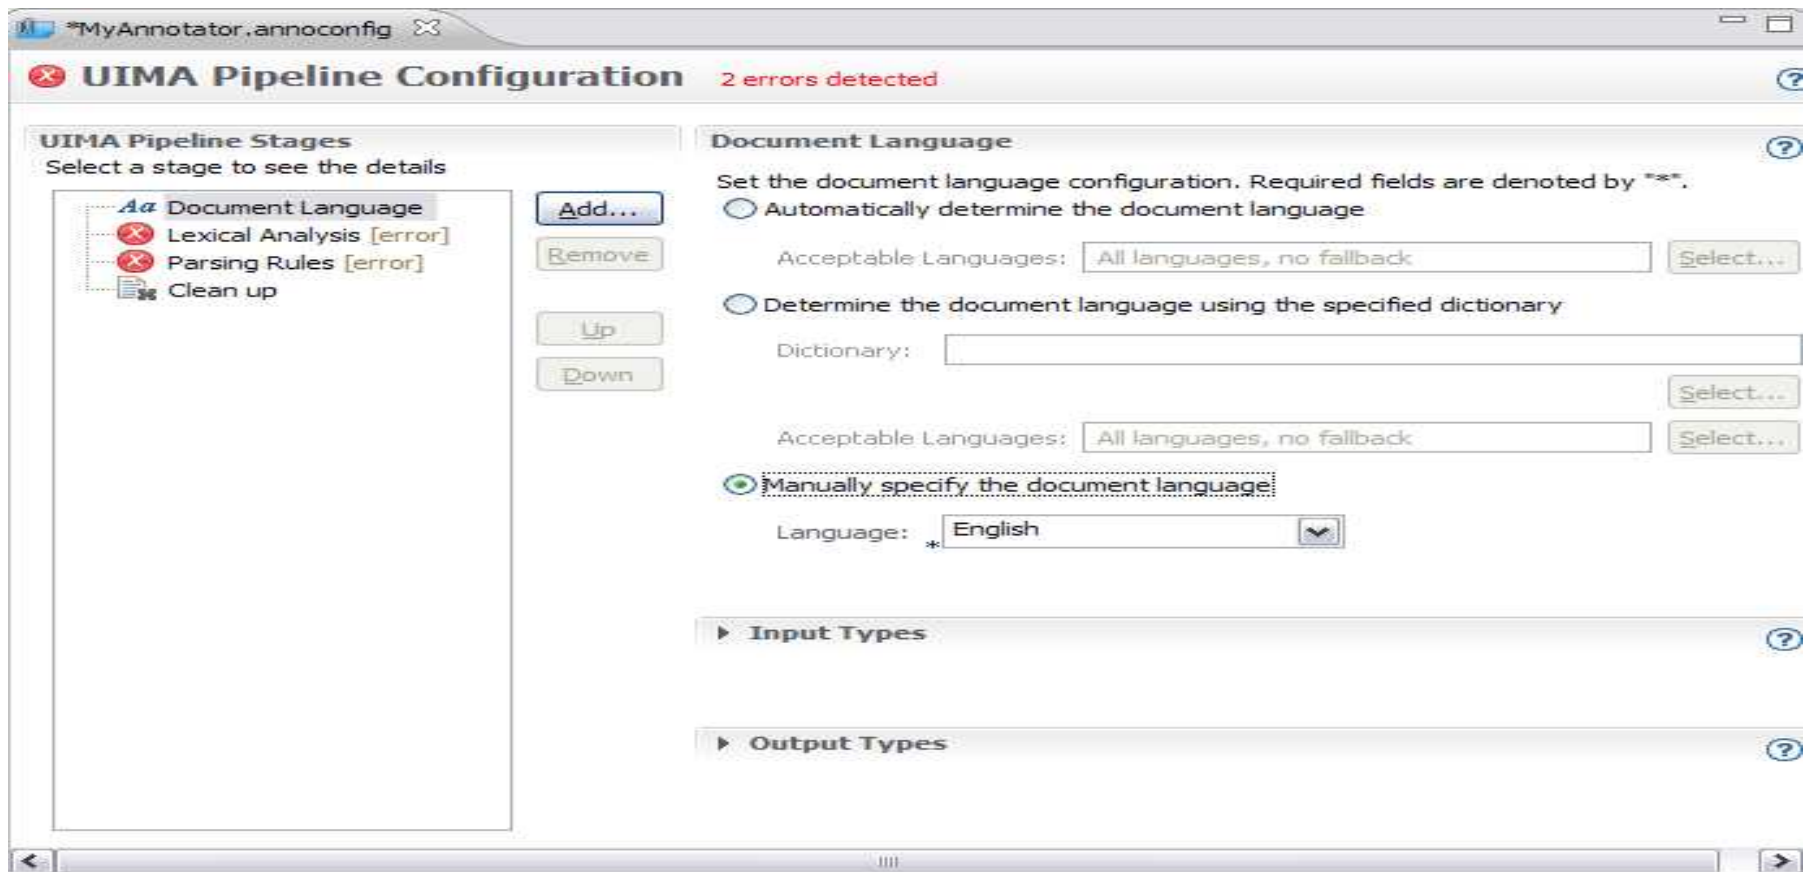 *MyAnnotator.annoconfig
UIMA Pipeline Configuration 2 errors detected
UIMA Pipeline Stages
Select a stage to see the details
Aa Document Language
Lexical Analysis [error]
Parsing Rules [error]
Clean up
Add...
Remove
Up
Down
Document Language
Set the document language configuration. Required fields are denoted by "*".
Automatically determine the document language
Acceptable Languages: All languages, no fallback Select...
Determine the document language using the specified dictionary
Dictionary:
Select...
Acceptable Languages: All languages, no fallback Select...
Manually specify the document language
Language: * English
Input Types
Output Types